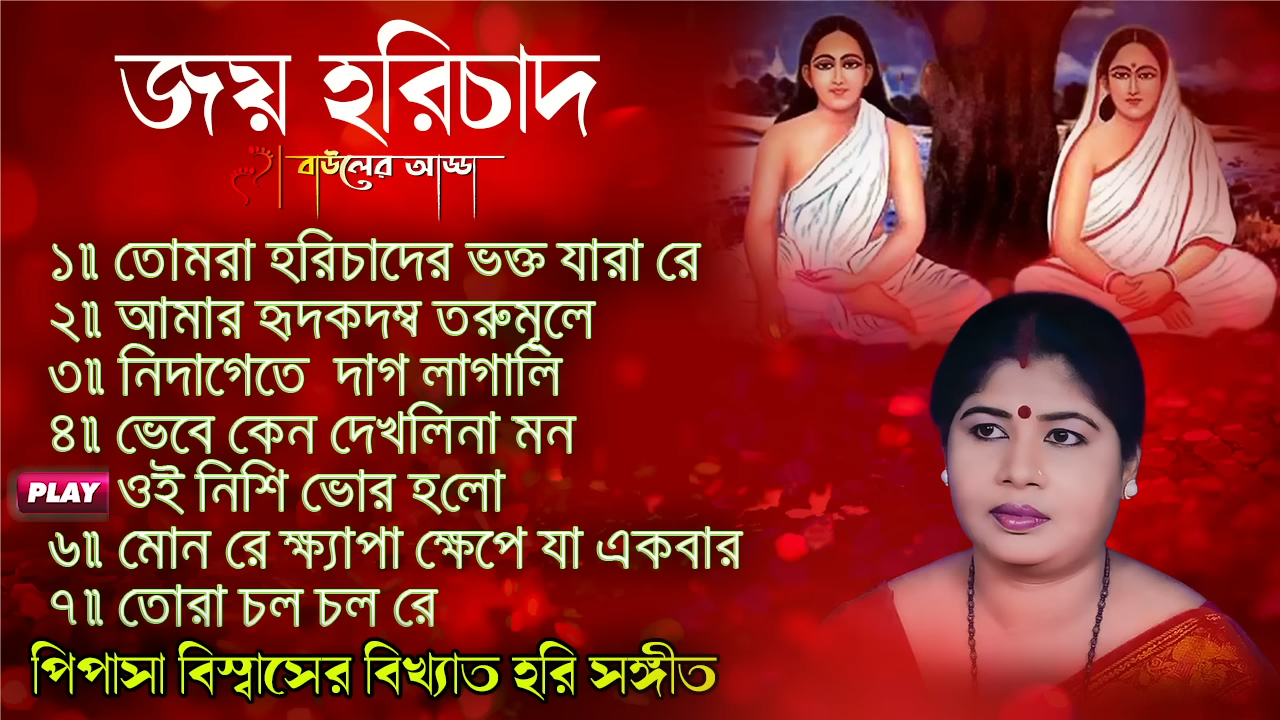 জয় হরিচাদ
বাউলের আড্ডা
১॥ তোমরা হরিচাদের ভক্ত যারা রে
২॥ আমার হৃদকদম্ব তরুমূলে
৩॥ নিদাগেতে দাগ লাগালি
৪॥ ভেবে কেন দেখলিনা মন
PLAY ওই নিশি ভোর হলো
৬॥ মোন রে ক্ষ্যাপা ক্ষেপে যা একবার
৭॥ তোরা চল চল রে
পিপাসা বিস্বাসের বিখ্যাত হরি সঙ্গীত